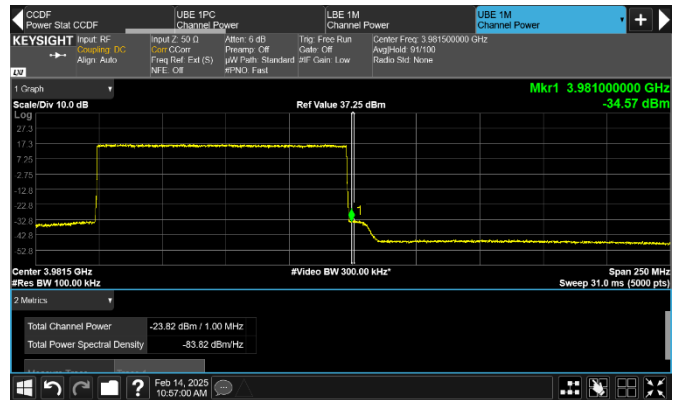 CCDF
Power Stat CCDF
UBE 1PC
Channel Power
LBE 1M
Channel Power
UBE 1M
Channel Power
KEYSIGHT
Input: RF
Coupling: DC
Align: Auto
Input Z: 50 Ω
Corr CCorr
Freq Ref: Ext (S)
NFE: Off
Atten: 6 dB
Preamp: Off
µW Path: Standard
#PNO: Fast
Trig: Free Run
Gate: Off
#IF Gain: Low
Center Freq: 3.981500000 GHz
Avg|Hold: 91/100
Radio Std: None
LXI
1 Graph
Mkr1 3.981000000 GHz
Scale/Div 10.0 dB
Ref Value 37.25 dBm
-34.57 dBm
Log
27.3
17.3
7.25
-2.75
-12.8
-22.8
-32.8
-42.8
-52.8
1
Center 3.9815 GHz
#Video BW 300.00 kHz*
Span 250 MHz
#Res BW 100.00 kHz
Sweep 31.0 ms (5000 pts)
2 Metrics
Total Channel Power -23.82 dBm / 1.00 MHz
Total Power Spectral Density -83.82 dBm/Hz
?
Feb 14, 2025
10:57:00 AM